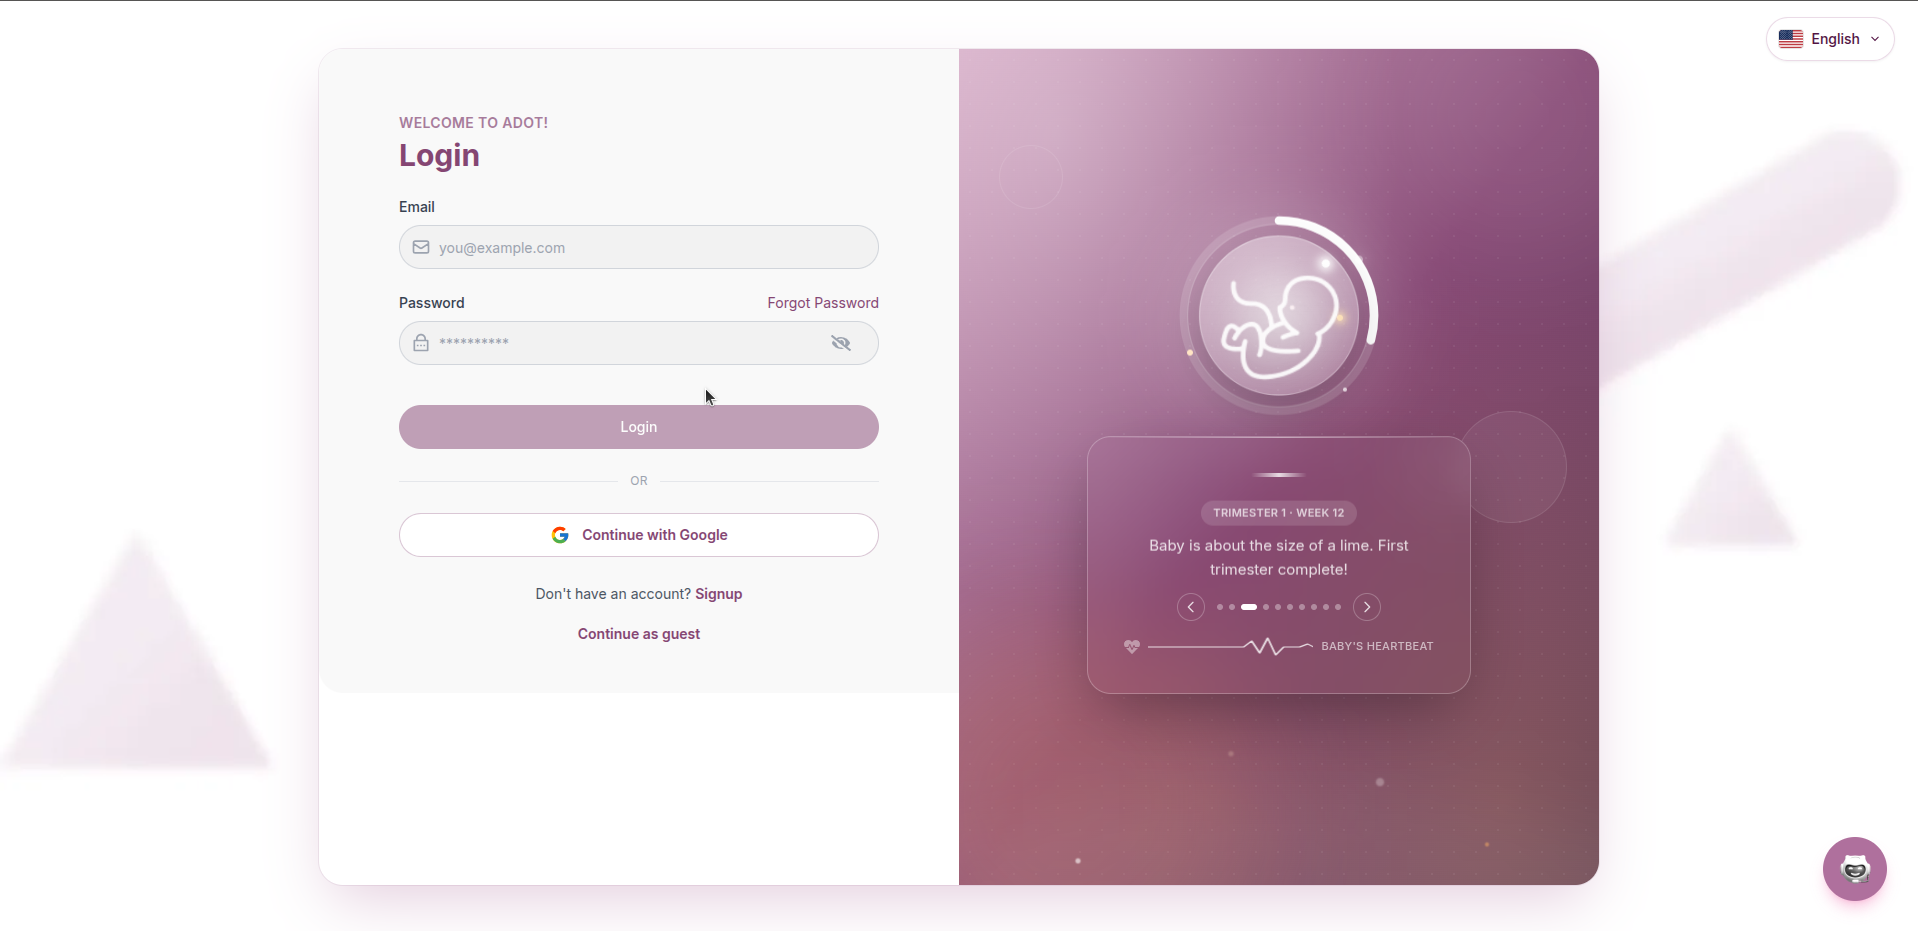 English
WELCOME TO ADOT!
Login
Email
you@example.com
Password
Forgot Password
**********
Login
OR
Continue with Google
Don't have an account? Signup
Continue as guest
TRIMESTER 1 · WEEK 12
Baby is about the size of a lime. First
trimester complete!
BABY'S HEARTBEAT